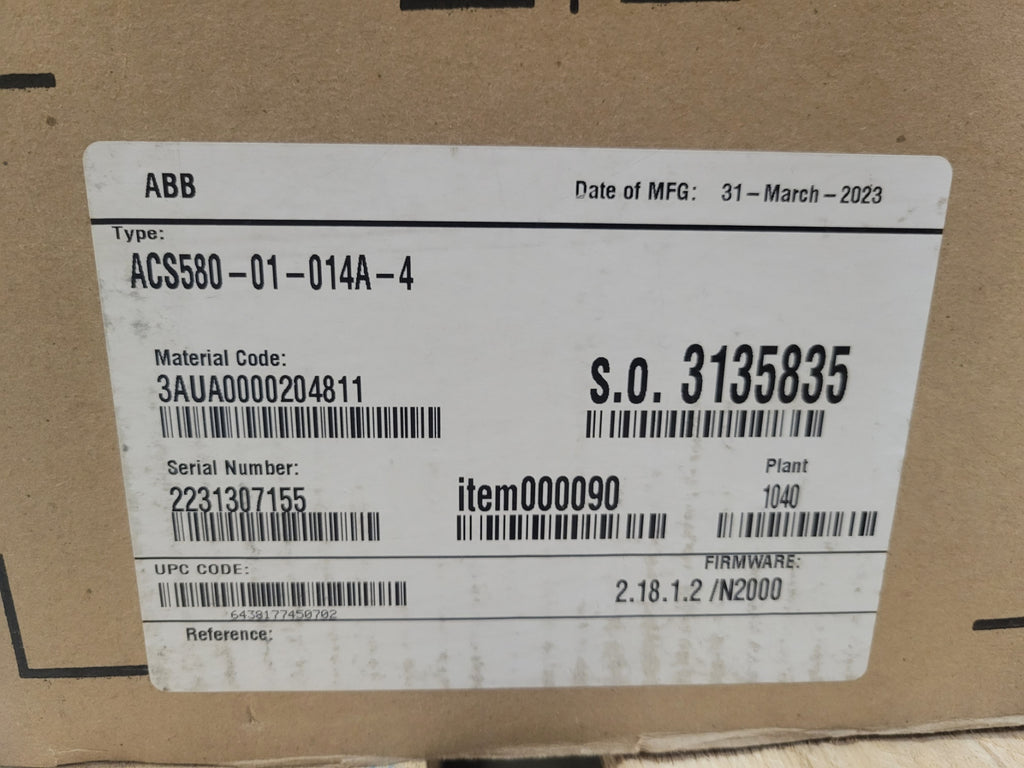 ABB
Date of MFG: 31-March-2023
Type:
ACS580-01-014A-4
Material Code:
3AUA0000204811
S.O. 3135835
Serial Number:
2231307155
item000090
Plant
1040
UPC CODE:
6430177450702
FIRMWARE:
2.18.1.2 /N2000
Reference: